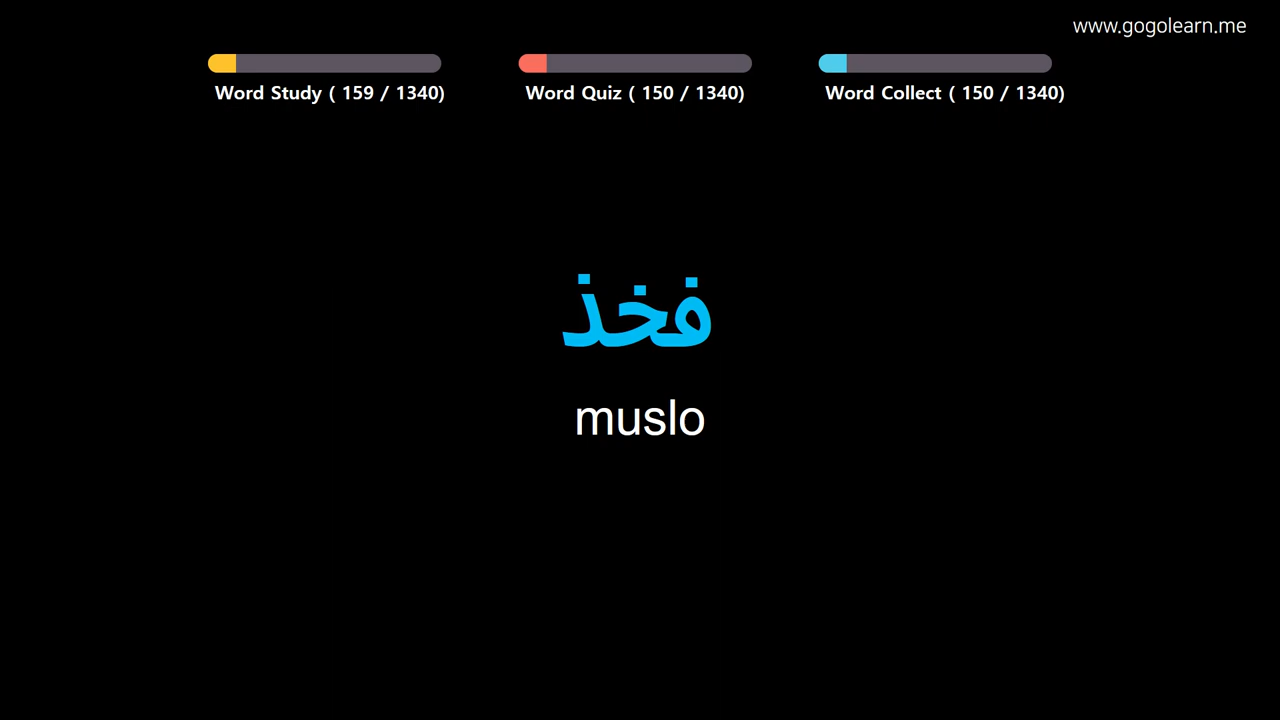 www.gogolearn.me
Word Study ( 159 / 1340)
Word Quiz ( 150 / 1340)
Word Collect ( 150 / 1340)
فخذ
muslo